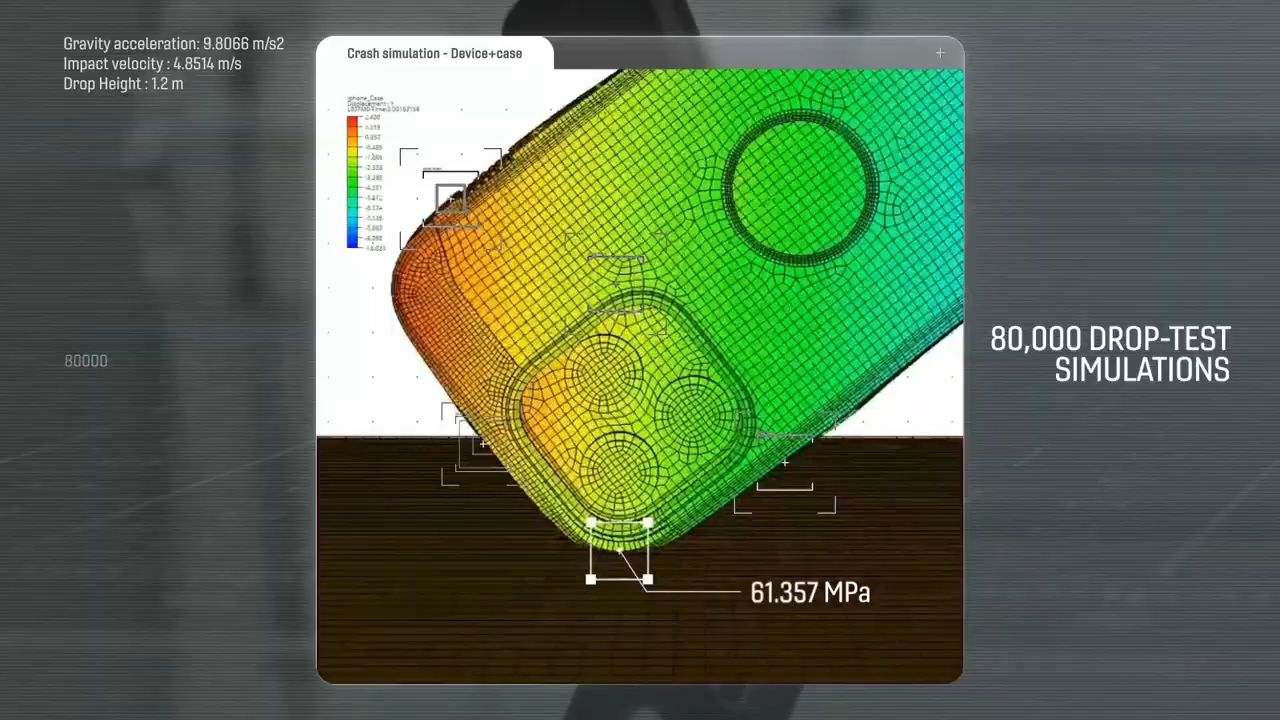 Gravity acceleration: 9.8066 m/s2
Impact velocity : 4.8514 m/s
Drop Height : 1.2 m
Crash simulation - Device+case
iphone_Case
80000
80,000 DROP-TEST
SIMULATIONS
61.357 MPa